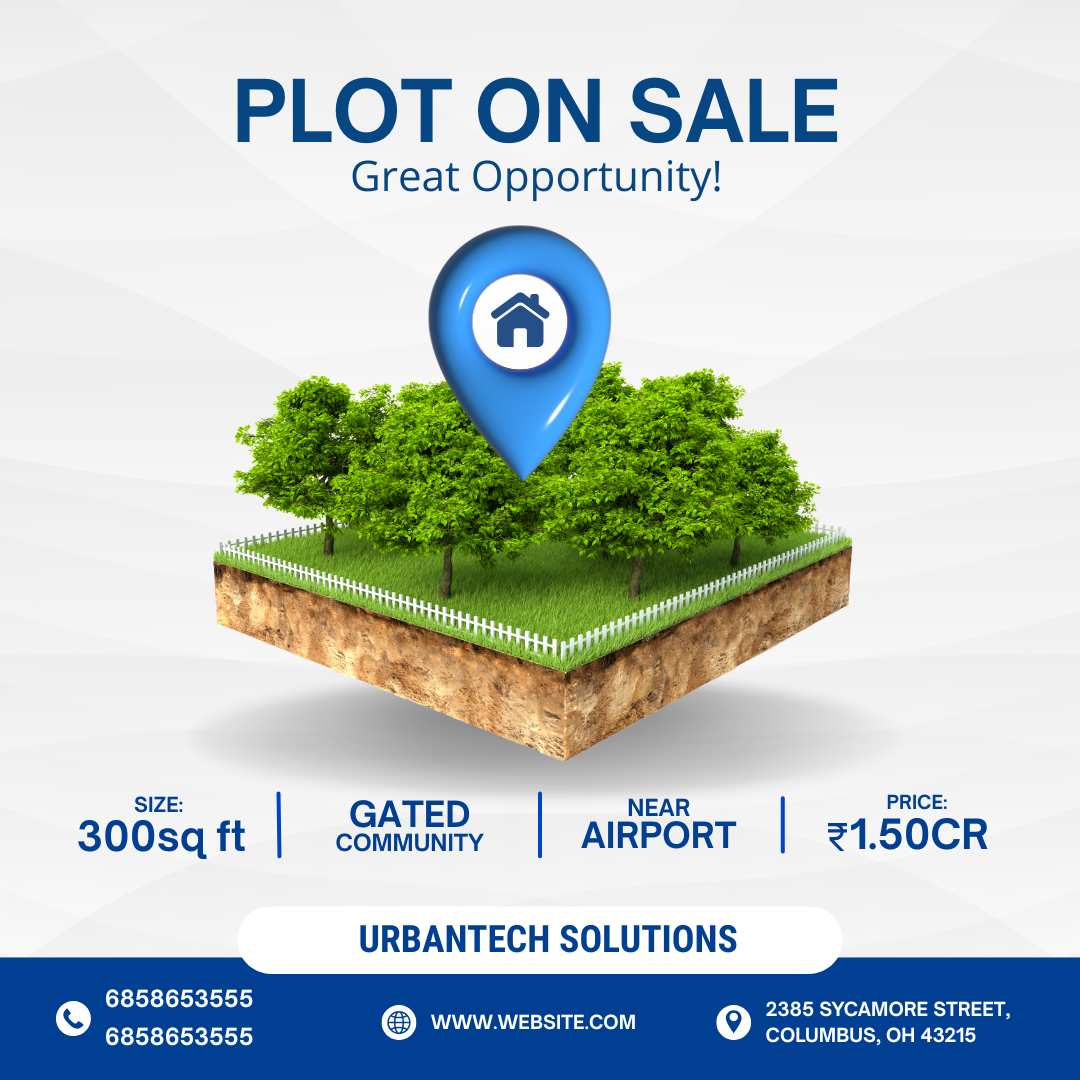 PLOT ON SALE
Great Opportunity!
SIZE:
300sq ft
GATED
COMMUNITY
NEAR
AIRPORT
PRICE:
₹1.50CR
URBANTECH SOLUTIONS
6858653555
6858653555
WWW.WEBSITE.COM
2385 SYCAMORE STREET,
COLUMBUS, OH 43215